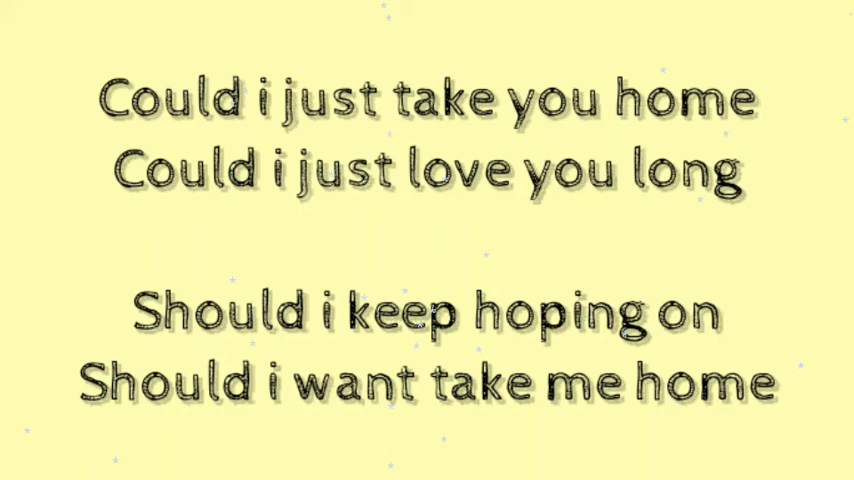 Could i just take you home
Could i just love you long
Should i keep hoping on
Should i want take me home